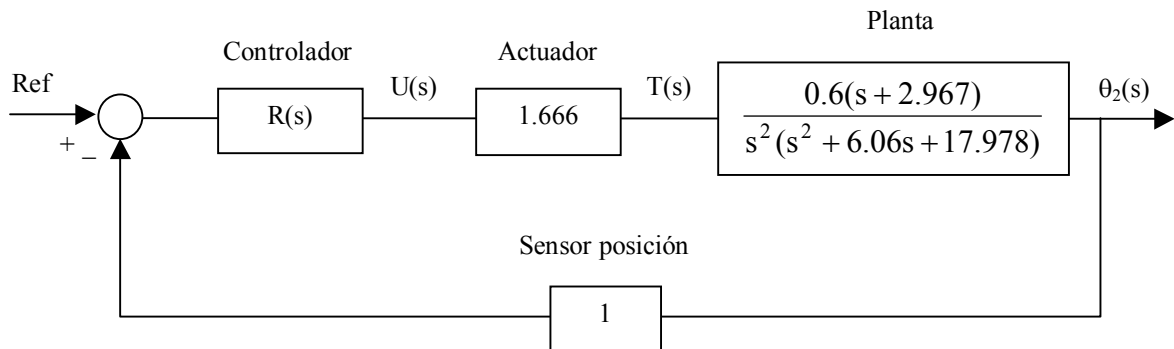 Planta
Controlador
Actuador
Ref
U(s)
T(s)
θ₂(s)
R(s)
1.666
0.6(s + 2.967)
s²(s² + 6.06s + 17.978)
+
−
Sensor posición
1